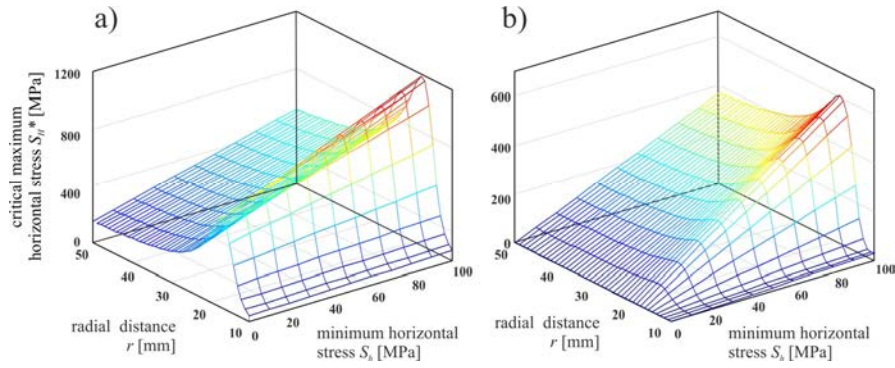 a)
critical maximum
horizontal stress S_H* [MPa]
1200
800
400
0
50
40
30
20
10
radial distance
r [mm]
0
20
40
60
80
100
minimum horizontal
stress S_h [MPa]
b)
600
400
200
0
50
40
30
20
10
radial distance
r [mm]
0
20
40
60
80
100
minimum horizontal
stress S_h [MPa]